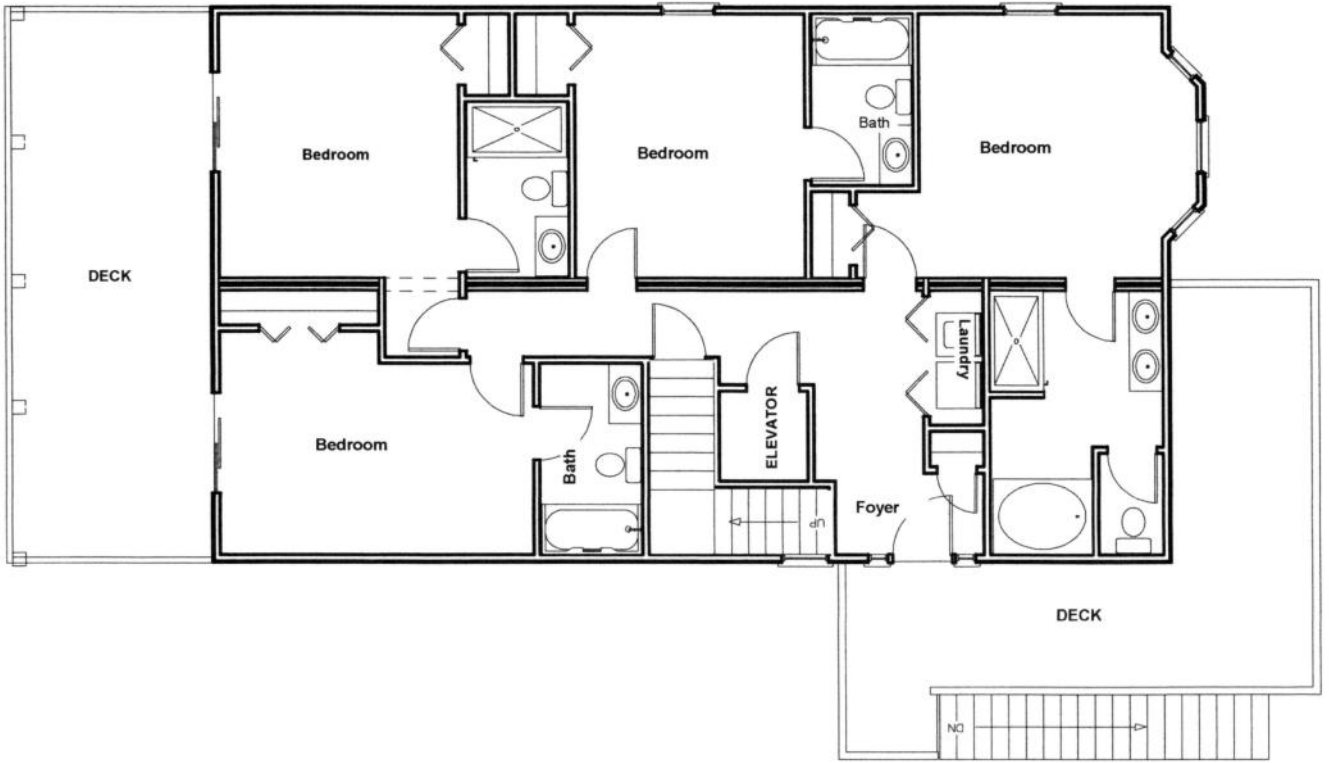 Bedroom
Bedroom
Bath
Bedroom
DECK
Laundry
Bedroom
Bath
ELEVATOR
Foyer
UP
DECK
DN